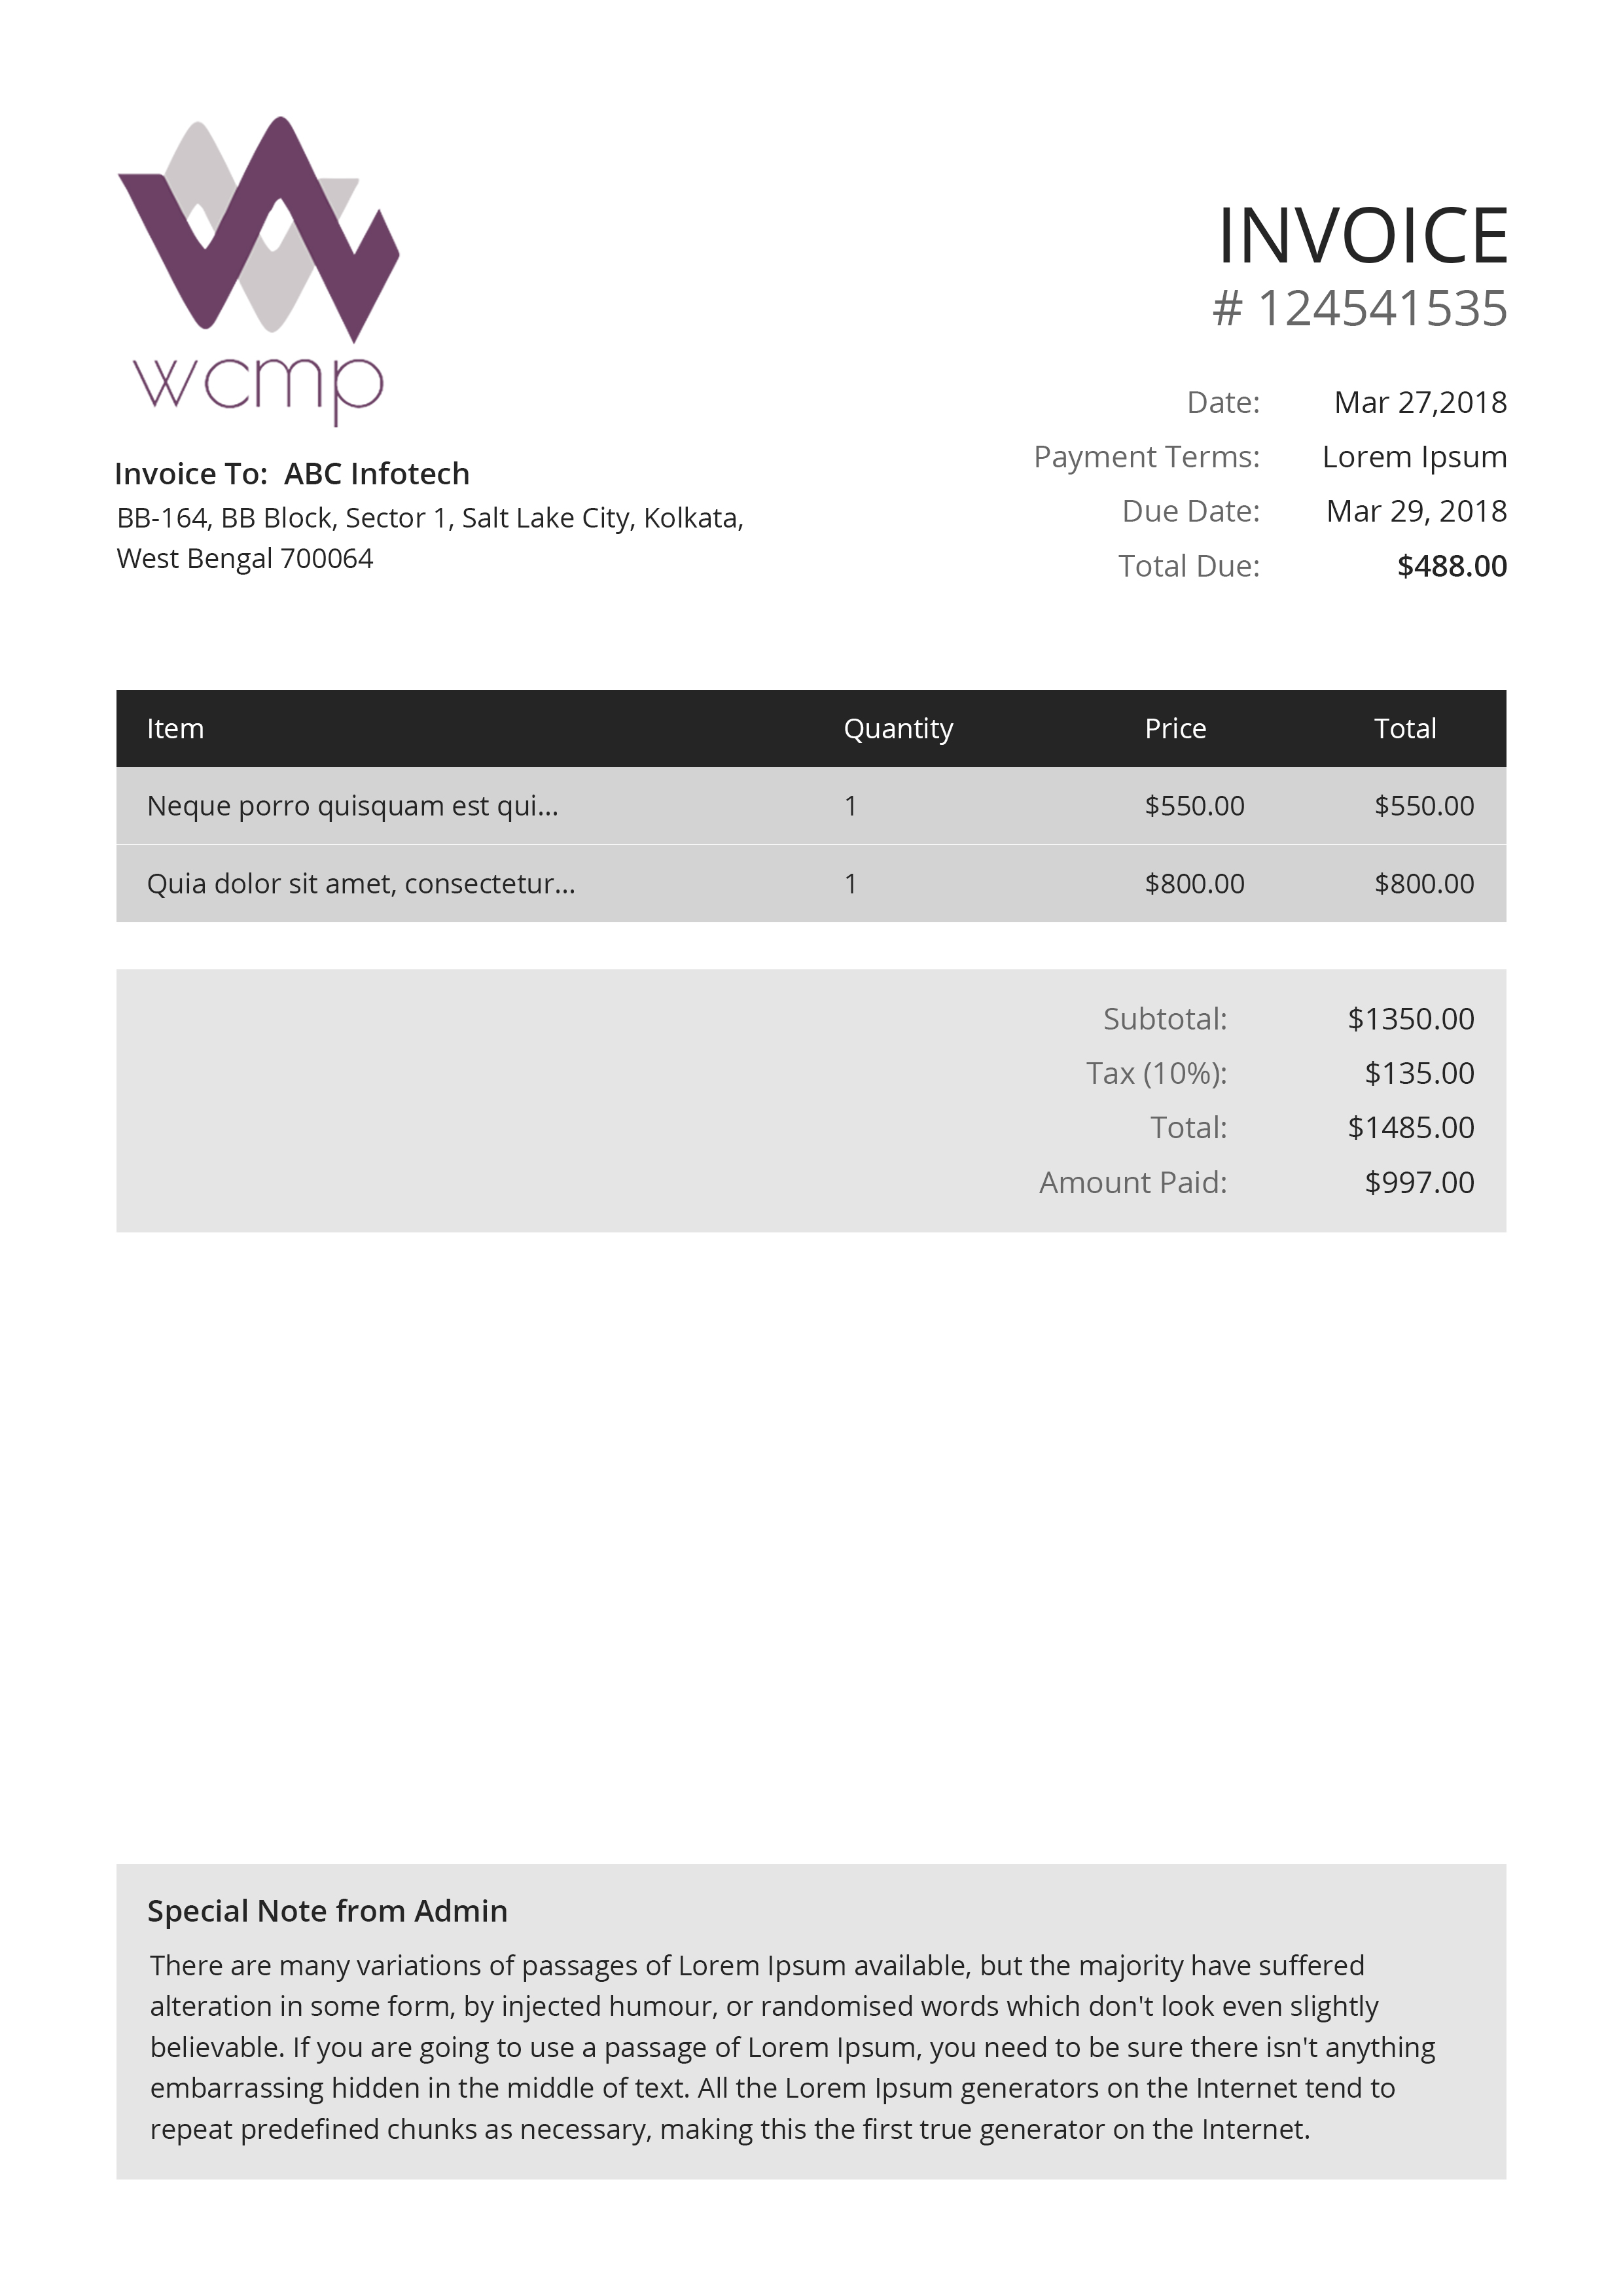 wcmp
INVOICE
# 124541535
Date: Mar 27,2018
Payment Terms: Lorem Ipsum
Due Date: Mar 29, 2018
Total Due: $488.00
Invoice To: ABC Infotech
BB-164, BB Block, Sector 1, Salt Lake City, Kolkata,
West Bengal 700064
Item Quantity Price Total
Neque porro quisquam est qui... 1 $550.00 $550.00
Quia dolor sit amet, consectetur... 1 $800.00 $800.00
Subtotal: $1350.00
Tax (10%): $135.00
Total: $1485.00
Amount Paid: $997.00
Special Note from Admin
There are many variations of passages of Lorem Ipsum available, but the majority have suffered
alteration in some form, by injected humour, or randomised words which don't look even slightly
believable. If you are going to use a passage of Lorem Ipsum, you need to be sure there isn't anything
embarrassing hidden in the middle of text. All the Lorem Ipsum generators on the Internet tend to
repeat predefined chunks as necessary, making this the first true generator on the Internet.